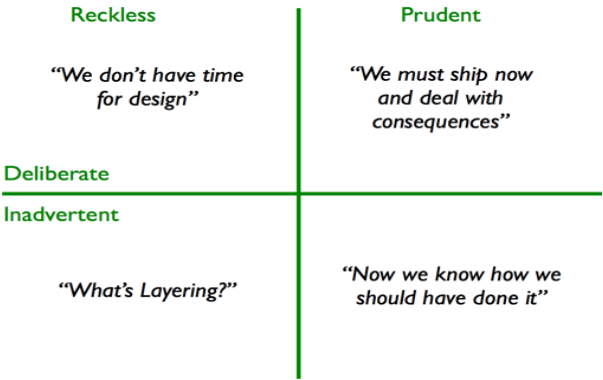 Reckless
Prudent
“We don’t have time
for design”
“We must ship now
and deal with
consequences”
Deliberate
Inadvertent
“What’s Layering?”
“Now we know how we
should have done it”